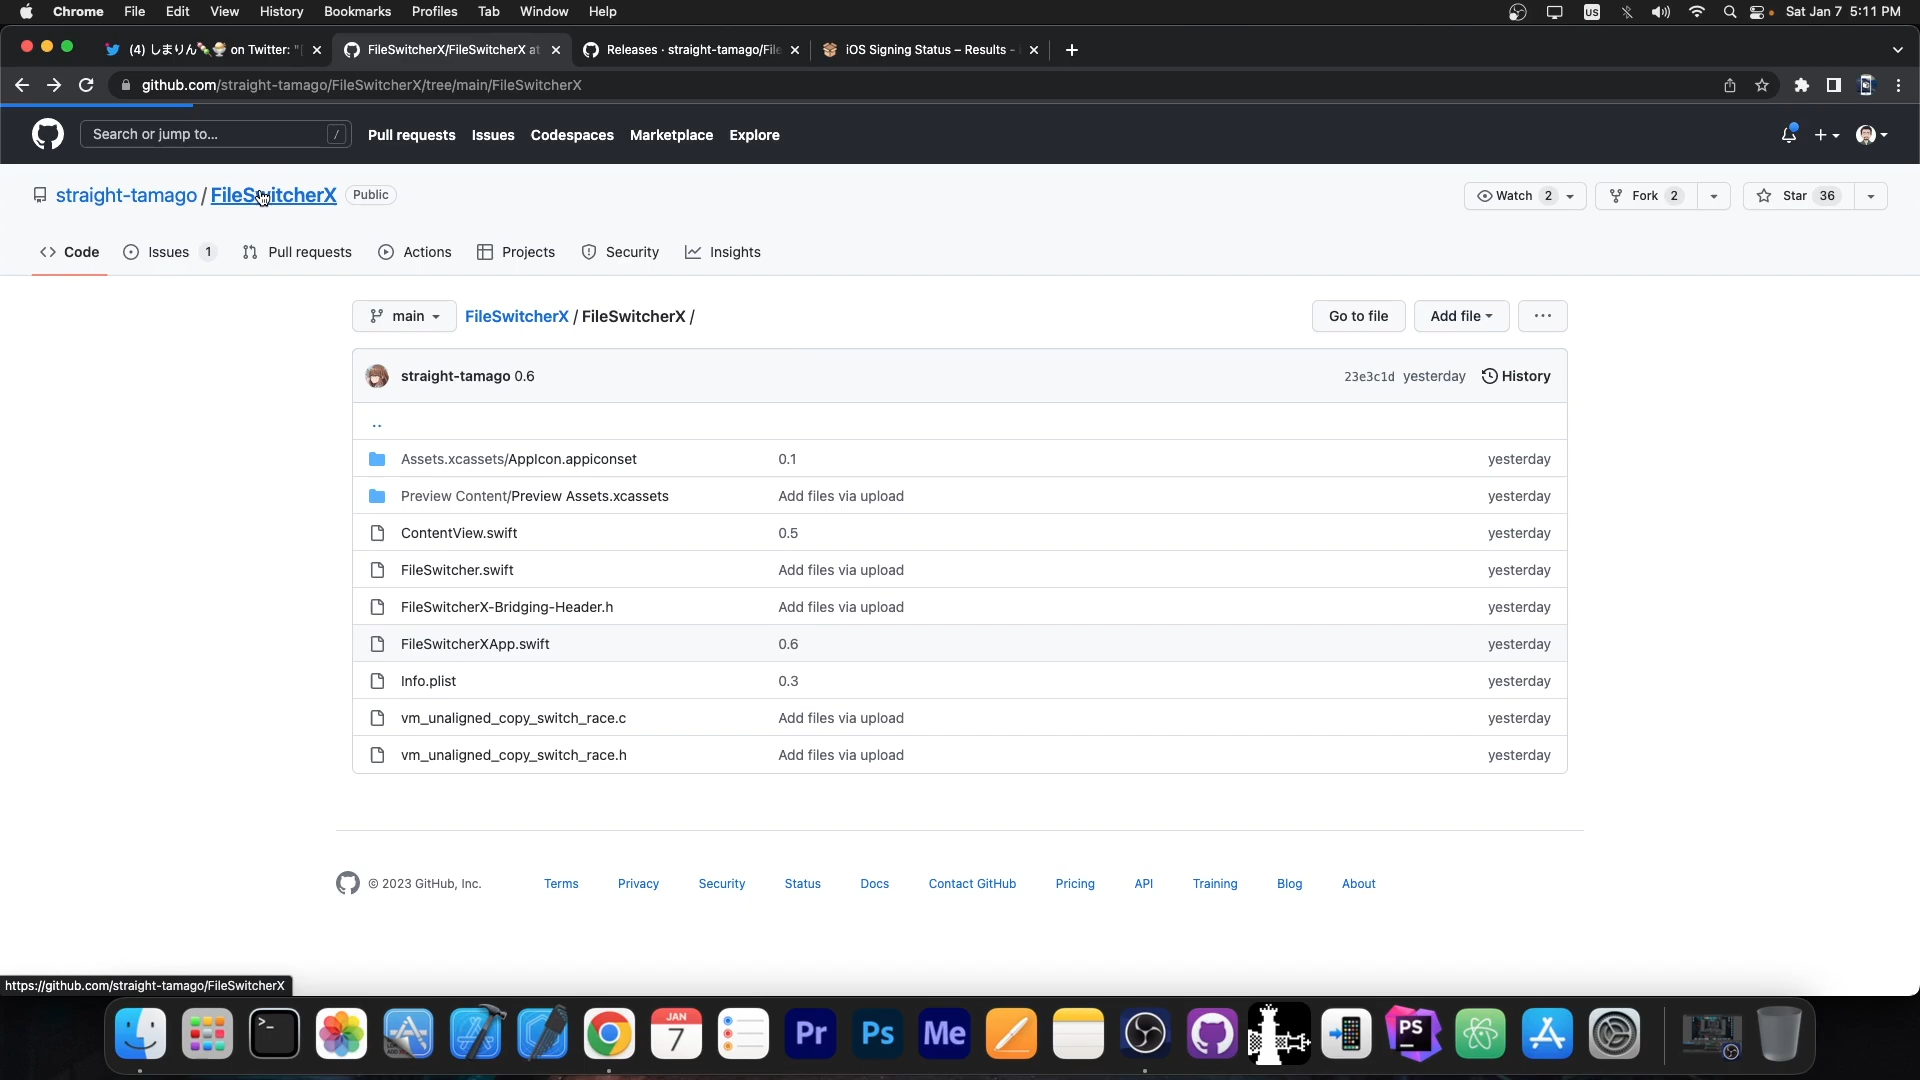 Chrome File Edit View History Bookmarks Profiles Tab Window Help US Sat Jan 7 5:11 PM
(4) しまりん🍡🍨 on Twitter: "[ FileSwitcherX/FileSwitcherX at Releases · straight-tamago/File iOS Signing Status – Results -
github.com/straight-tamago/FileSwitcherX/tree/main/FileSwitcherX
Search or jump to... / Pull requests Issues Codespaces Marketplace Explore
straight-tamago / FileSwitcherX Public Watch 2 Fork 2 Star 36
Code Issues 1 Pull requests Actions Projects Security Insights
main FileSwitcherX / FileSwitcherX / Go to file Add file
straight-tamago 0.6 23e3c1d yesterday History
..
Assets.xcassets/AppIcon.appiconset 0.1 yesterday
Preview Content/Preview Assets.xcassets Add files via upload yesterday
ContentView.swift 0.5 yesterday
FileSwitcher.swift Add files via upload yesterday
FileSwitcherX-Bridging-Header.h Add files via upload yesterday
FileSwitcherXApp.swift 0.6 yesterday
Info.plist 0.3 yesterday
vm_unaligned_copy_switch_race.c Add files via upload yesterday
vm_unaligned_copy_switch_race.h Add files via upload yesterday
© 2023 GitHub, Inc. Terms Privacy Security Status Docs Contact GitHub Pricing API Training Blog About
https://github.com/straight-tamago/FileSwitcherX
JAN
7 Pr Ps Me PS